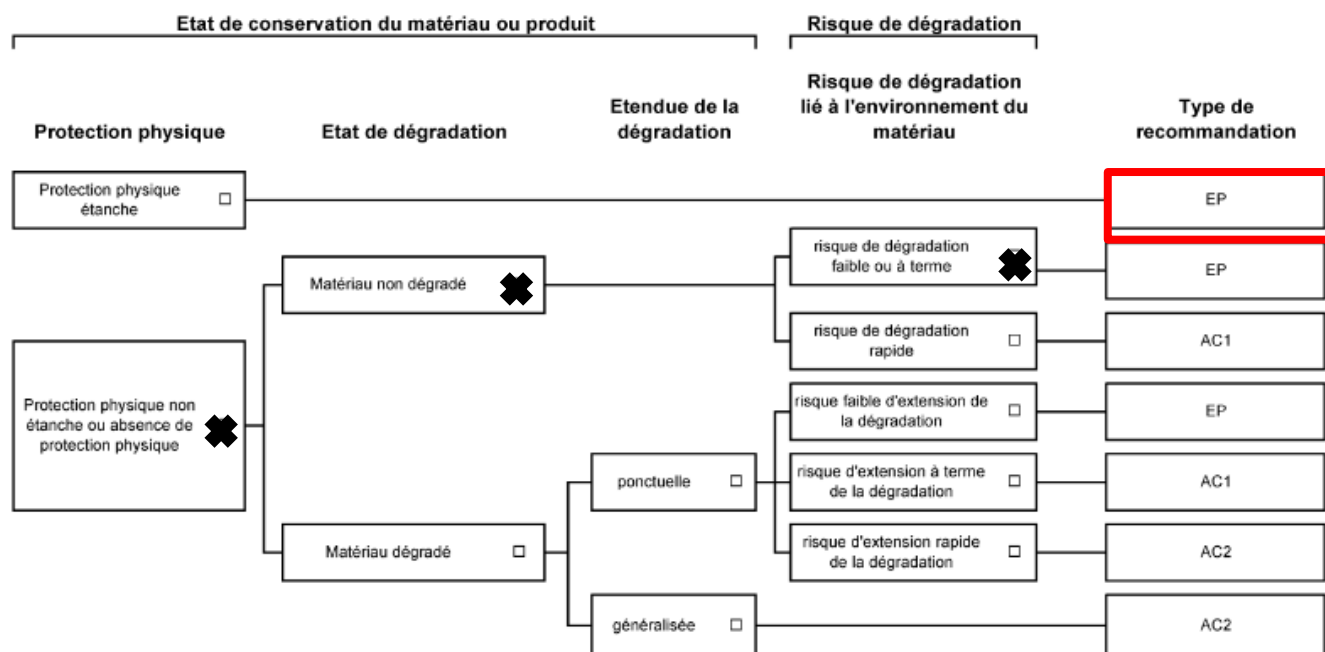 Etat de conservation du matériau ou produit
Risque de dégradation
Protection physique
Etat de dégradation
Etendue de la
dégradation
Risque de dégradation
lié à l'environnement du
matériau
Type de
recommandation
Protection physique
étanche
EP
risque de dégradation
faible ou à terme
EP
Matériau non dégradé
risque de dégradation
rapide
AC1
Protection physique non
étanche ou absence de
protection physique
risque faible d'extension de
la dégradation
EP
ponctuelle
risque d'extension à terme
de la dégradation
AC1
Matériau dégradé
risque d'extension rapide
de la dégradation
AC2
généralisée
AC2